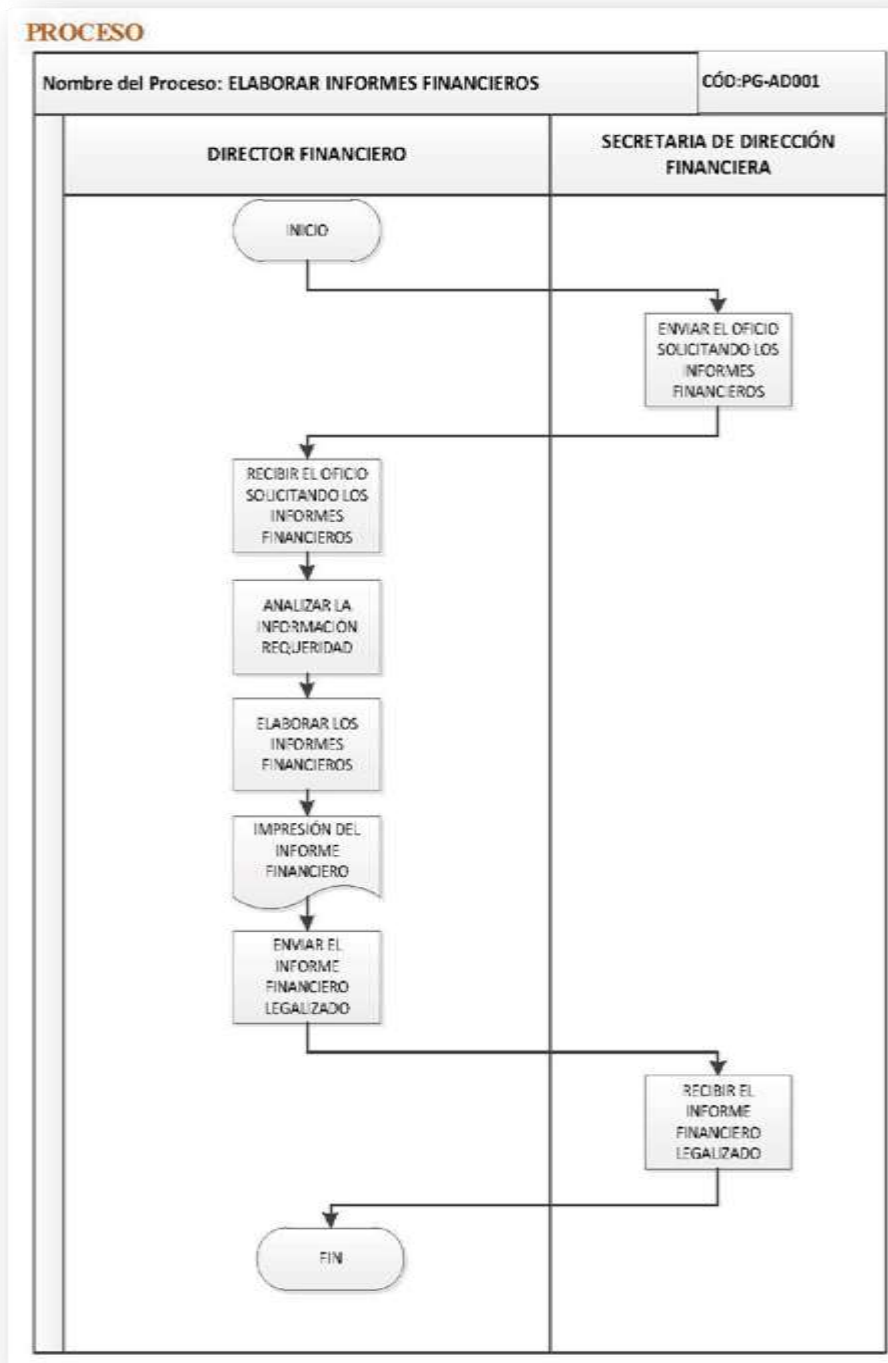 PROCESO
Nombre del Proceso: ELABORAR INFORMES FINANCIEROS
CÓD:PG-AD001
DIRECTOR FINANCIERO
SECRETARIA DE DIRECCIÓN
FINANCIERA
INICIO
ENVIAR EL OFICIO
SOLICITANDO LOS
INFORMES
FINANCIEROS
RECIBIR EL OFICIO
SOLICITANDO LOS
INFORMES
FINANCIEROS
ANALIZAR LA
INFORMACIÓN
REQUERIDAD
ELABORAR LOS
INFORMES
FINANCIEROS
IMPRESIÓN DEL
INFORME
FINANCIERO
ENVIAR EL
INFORME
FINANCIERO
LEGALIZADO
RECIBIR EL
INFORME
FINANCIERO
LEGALIZADO
FIN